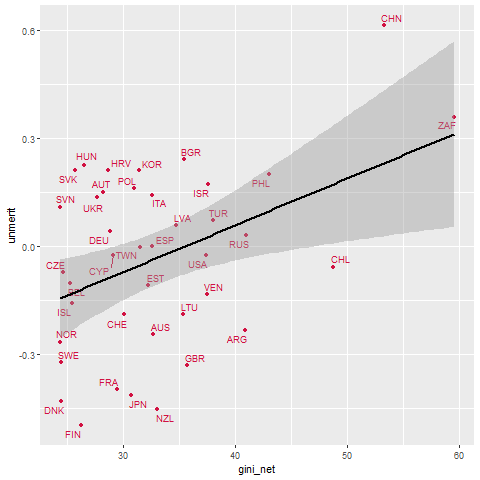 CHN
0.6
ZAF
0.3
HUN
HRV
KOR
BGR
SVK
AUT
POL
ISR
PHL
SVN
UKR
ITA
LVA
TUR
DEU
ESP
RUS
0.0
TWN
CYP
CZE
USA
CHL
BEL
EST
VEN
ISL
LTU
CHE
AUS
ARG
NOR
-0.3
SWE
GBR
FRA
DNK
JPN
NZL
FIN
30
40
50
60
gini_net
unmerit